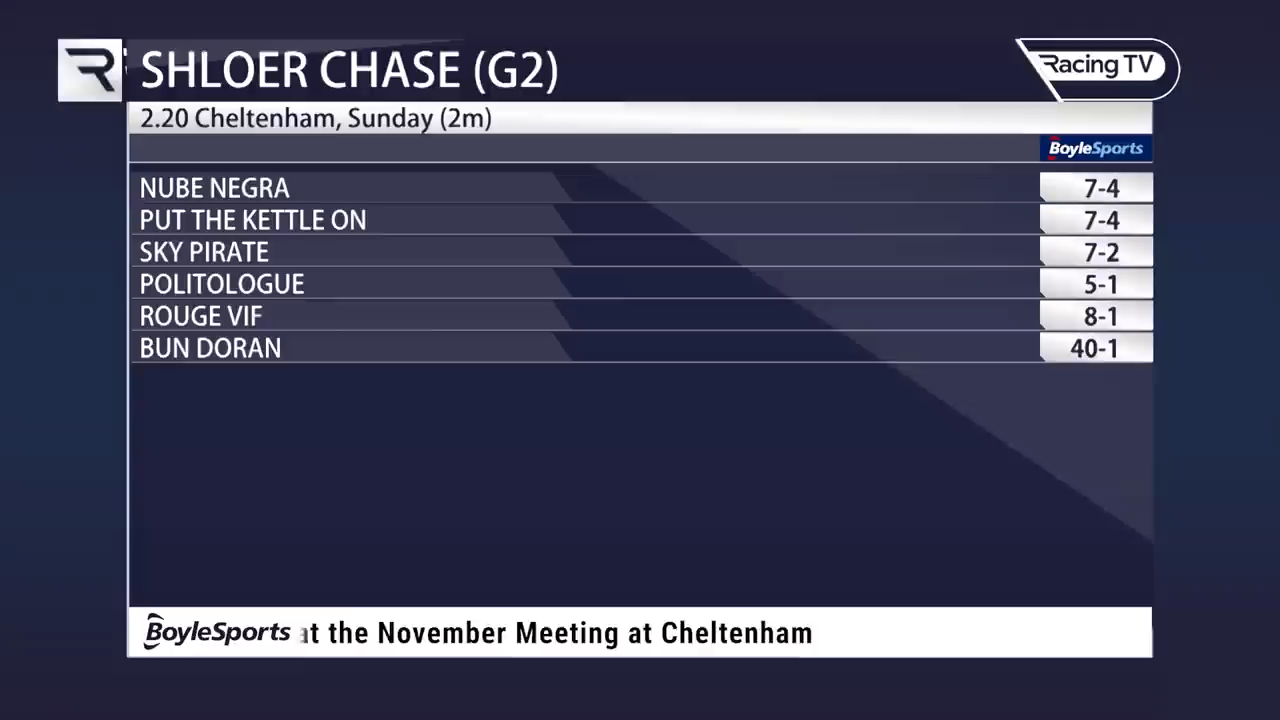 SHLOER CHASE (G2)
Racing TV
2.20 Cheltenham, Sunday (2m)
BoyleSports
NUBE NEGRA 7-4
PUT THE KETTLE ON 7-4
SKY PIRATE 7-2
POLITOLOGUE 5-1
ROUGE VIF 8-1
BUN DORAN 40-1
BoyleSports at the November Meeting at Cheltenham